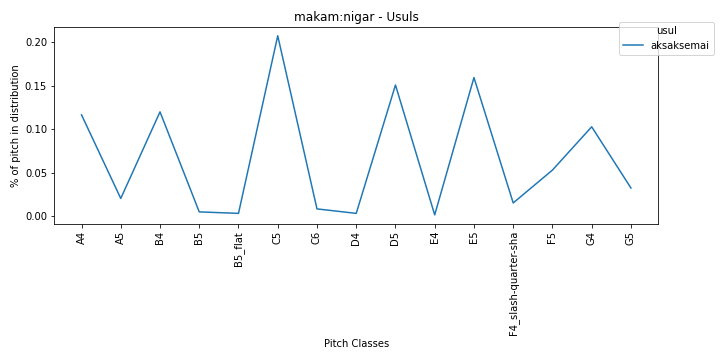 makam:nigar - Usuls
usul
aksaksemai
% of pitch in distribution
0.20
0.15
0.10
0.05
0.00
A4
A5
B4
B5
B5_flat
C5
C6
D4
D5
E4
E5
F4_slash-quarter-sha
F5
G4
G5
Pitch Classes